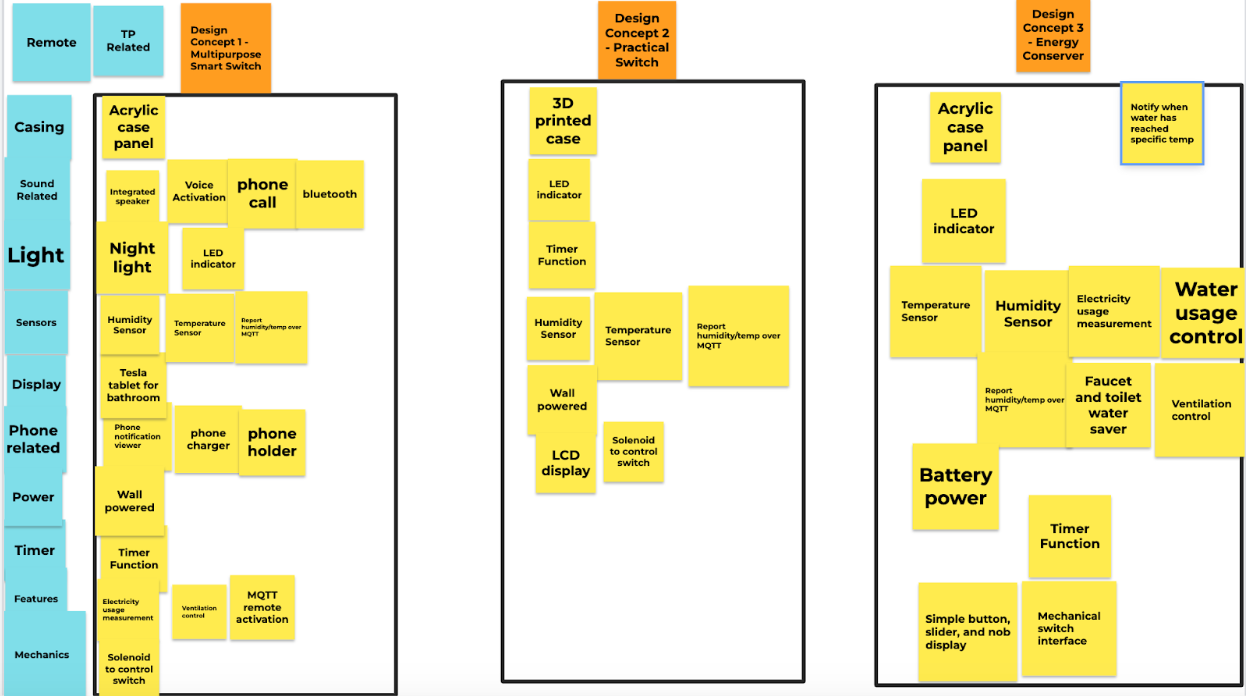 Remote
TP
Related
Design
Concept 1 -
Multipurpose
Smart Switch
Design
Concept 2
- Practical
Switch
Design
Concept 3
- Energy
Conserver
Casing
Sound
Related
Light
Sensors
Display
Phone
related
Power
Timer
Features
Mechanics
Acrylic
case
panel
Integrated
speaker
Voice
Activation
phone
call
bluetooth
Night
light
LED
indicator
Humidity
Sensor
Temperature
Sensor
Report
humidity/temp over
MQTT
Tesla
tablet for
bathroom
Phone
notification
viewer
phone
charger
phone
holder
Wall
powered
Timer
Function
Electricity
usage
measurement
Ventilation
control
MQTT
remote
activation
Solenoid
to control
switch
3D
printed
case
LED
indicator
Timer
Function
Humidity
Sensor
Temperature
Sensor
Report
humidity/temp over
MQTT
Wall
powered
LCD
display
Solenoid
to control
switch
Acrylic
case
panel
Notify when
water has
reached
specific temp
LED
indicator
Temperature
Sensor
Humidity
Sensor
Electricity
usage
measurement
Water
usage
control
Report
humidity/temp over
MQTT
Faucet
and toilet
water
saver
Ventilation
control
Battery
power
Timer
Function
Simple button,
slider, and nob
display
Mechanical
switch
interface